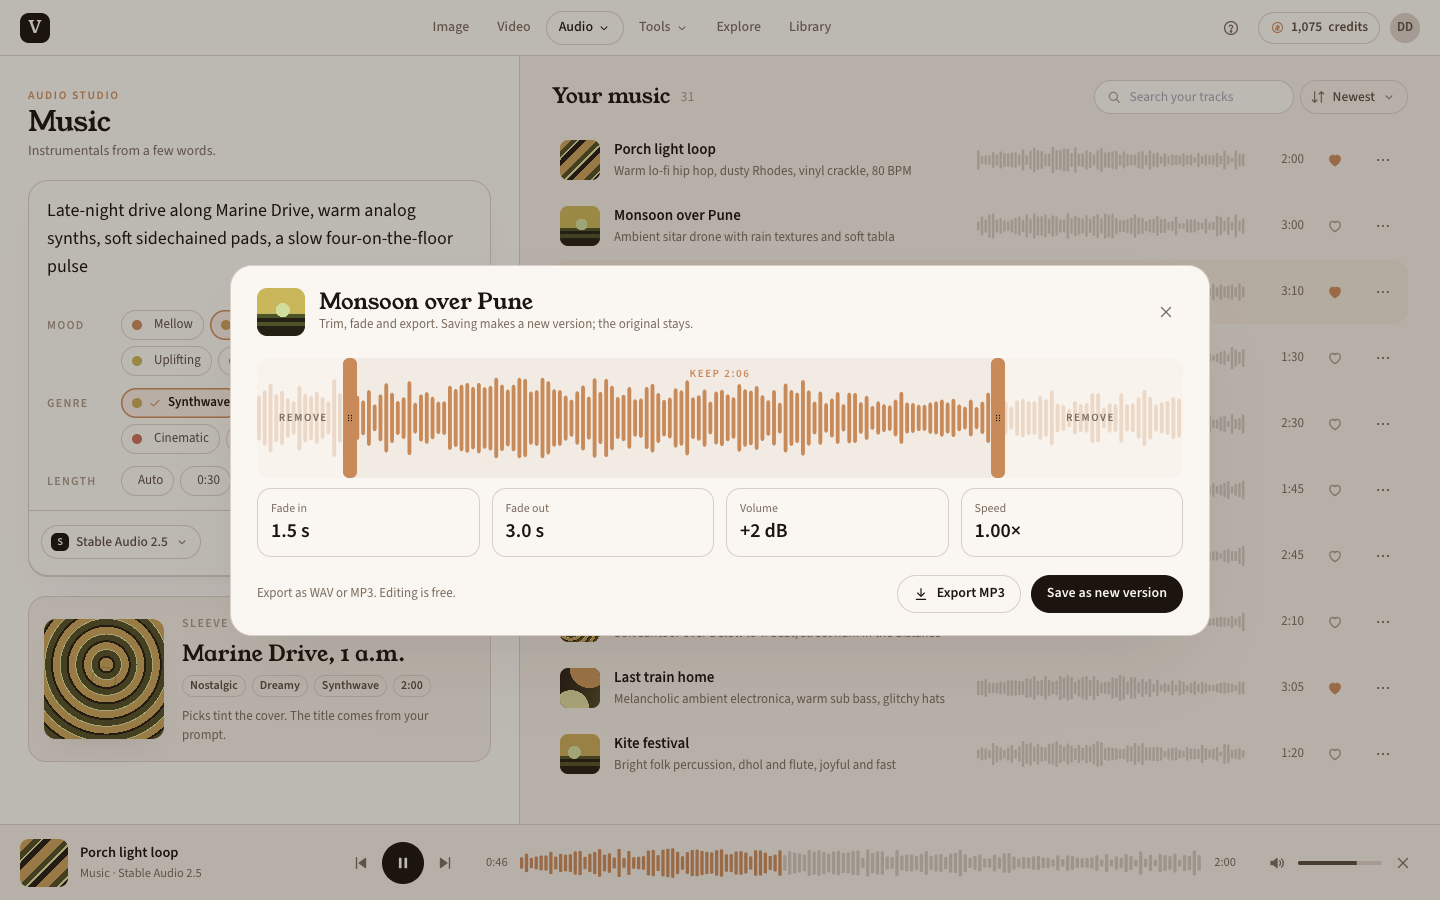 V
Image
Video
Audio
Tools
Explore
Library
1,075 credits
DD
AUDIO STUDIO
Music
Instrumentals from a few words.
Late-night drive along Marine Drive, warm analog
synths, soft sidechained pads, a slow four-on-the-floor
pulse
MOOD
Mellow
Uplifting
GENRE
Synthwave
Cinematic
LENGTH
Auto
0:30
S
Stable Audio 2.5
SLEEVE
Marine Drive, 1 a.m.
Nostalgic
Dreamy
Synthwave
2:00
Picks tint the cover. The title comes from your
prompt.
Your music 31
Search your tracks
Newest
Porch light loop
Warm lo-fi hip hop, dusty Rhodes, vinyl crackle, 80 BPM
2:00
Monsoon over Pune
Ambient sitar drone with rain textures and soft tabla
3:00
3:10
1:30
2:30
1:45
2:45
2:10
Last train home
Melancholic ambient electronica, warm sub bass, glitchy hats
3:05
Kite festival
Bright folk percussion, dhol and flute, joyful and fast
1:20
Monsoon over Pune
Trim, fade and export. Saving makes a new version; the original stays.
KEEP 2:06
REMOVE
REMOVE
Fade in
1.5 s
Fade out
3.0 s
Volume
+2 dB
Speed
1.00×
Export as WAV or MP3. Editing is free.
Export MP3
Save as new version
Porch light loop
Music · Stable Audio 2.5
0:46
2:00